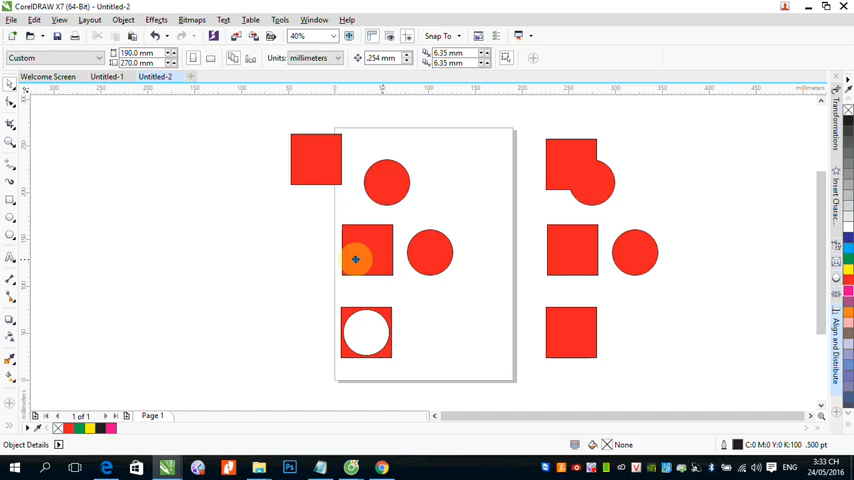 CorelDRAW X7 (64-Bit) - Untitled-2
File Edit View Layout Object Effects Bitmaps Text Table Tools Window Help
40% Snap To
Custom 190.0 mm 270.0 mm Units: millimeters .254 mm 6.35 mm 6.35 mm
Welcome Screen Untitled-1 Untitled-2
300 250 200 150 100 50 0 50 100 150 200 250 300 350 400 450 millimeters
Transformations
Insert Charac...
Align and Distribute
millimeters
1 of 1 Page 1
Object Details None C:0 M:0 Y:0 K:100 .500 pt
ENG 3:33 CH
24/05/2016